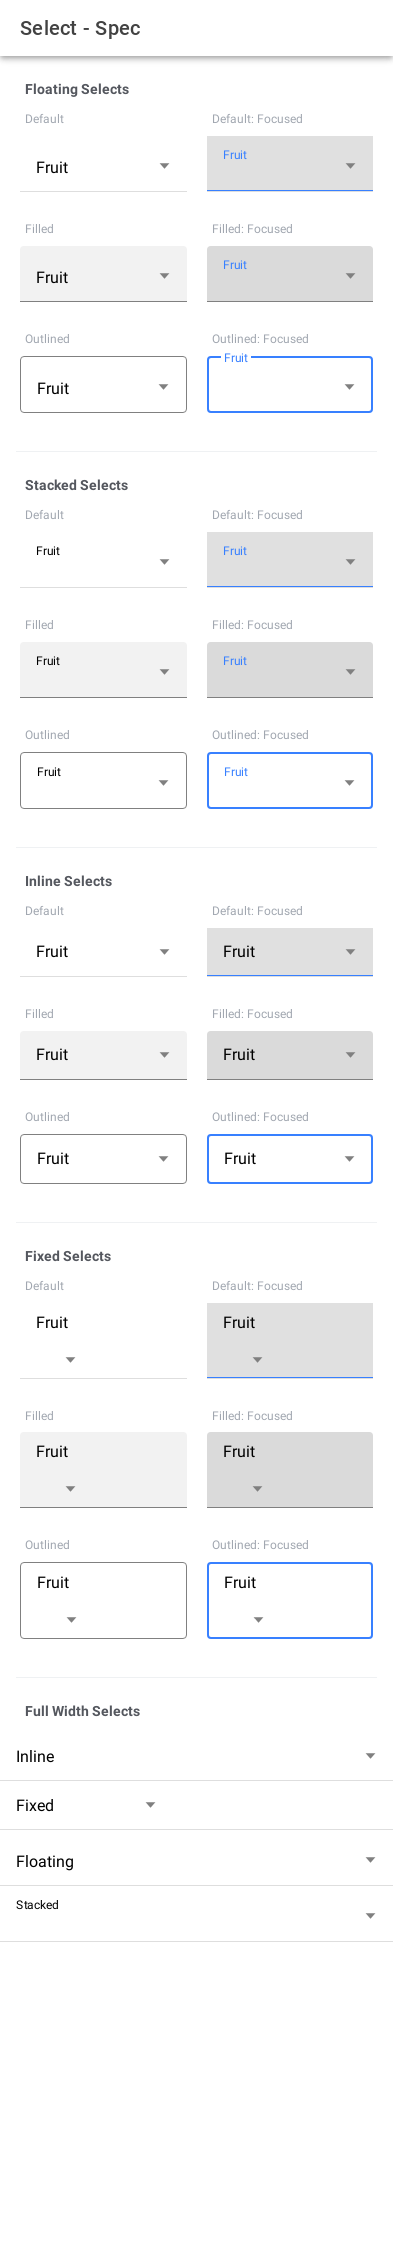 Select - Spec
Floating Selects
Default Default: Focused
Fruit Fruit
Filled Filled: Focused
Fruit Fruit
Outlined Outlined: Focused
Fruit Fruit
Stacked Selects
Default Default: Focused
Fruit Fruit
Filled Filled: Focused
Fruit Fruit
Outlined Outlined: Focused
Fruit Fruit
Inline Selects
Default Default: Focused
Fruit Fruit
Filled Filled: Focused
Fruit Fruit
Outlined Outlined: Focused
Fruit Fruit
Fixed Selects
Default Default: Focused
Fruit Fruit
Filled Filled: Focused
Fruit Fruit
Outlined Outlined: Focused
Fruit Fruit
Full Width Selects
Inline
Fixed
Floating
Stacked